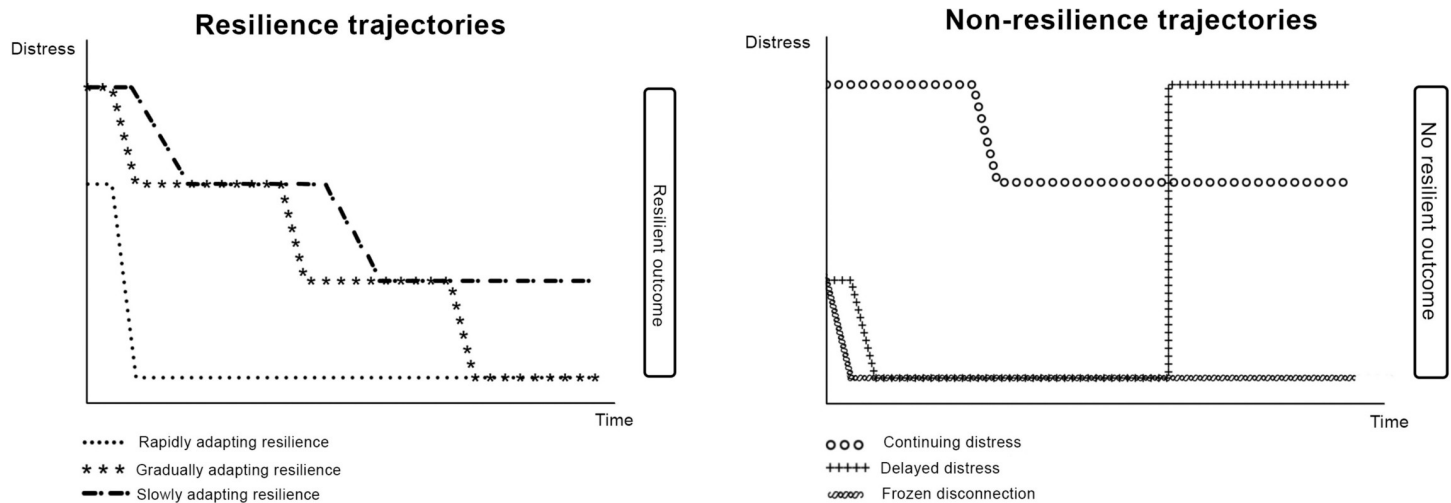 Resilience trajectories
Distress
Resilient outcome
Time
Rapidly adapting resilience
Gradually adapting resilience
Slowly adapting resilience
Non-resilience trajectories
Distress
No resilient outcome
Time
Continuing distress
Delayed distress
Frozen disconnection